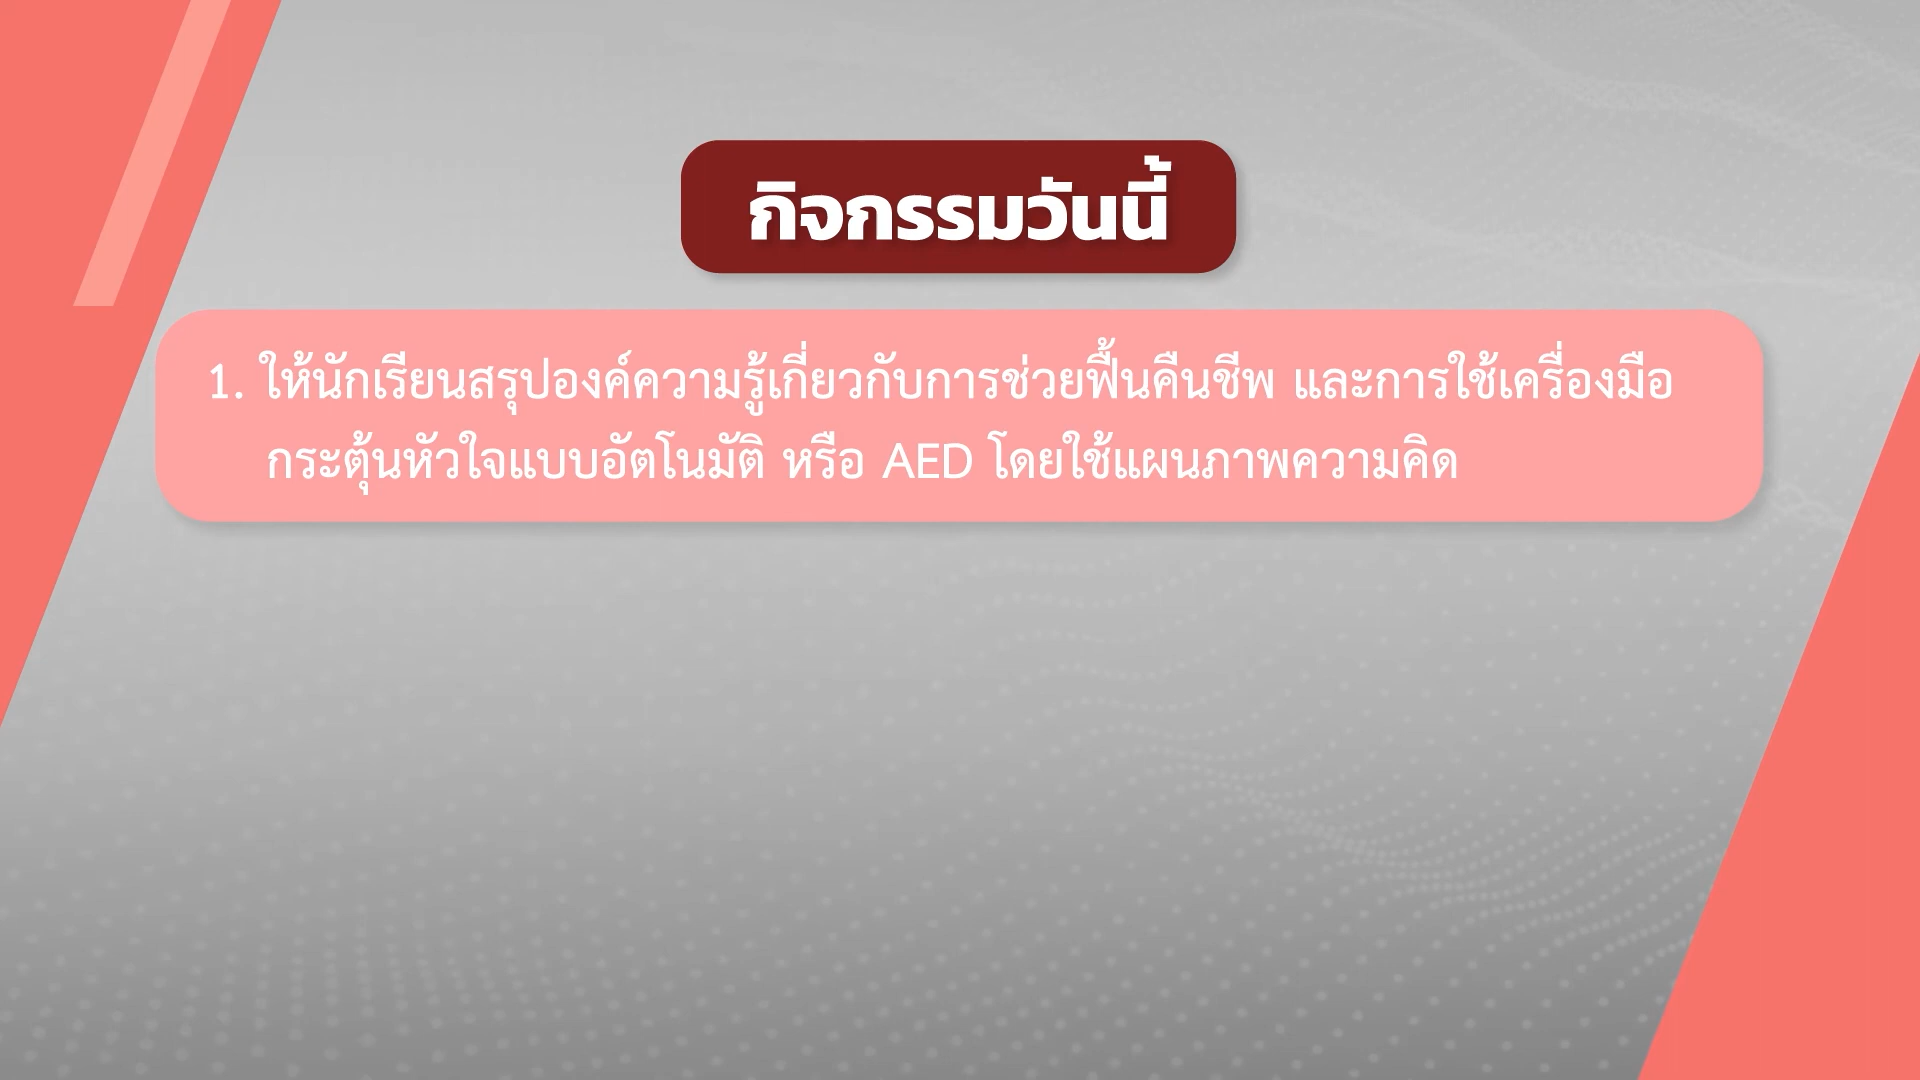 กิจกรรมวันนี้
1. ให้นักเรียนสรุปองค์ความรู้เกี่ยวกับการช่วยฟื้นคืนชีพ และการใช้เครื่องมือ
กระตุ้นหัวใจแบบอัตโนมัติ หรือ AED โดยใช้แผนภาพความคิด